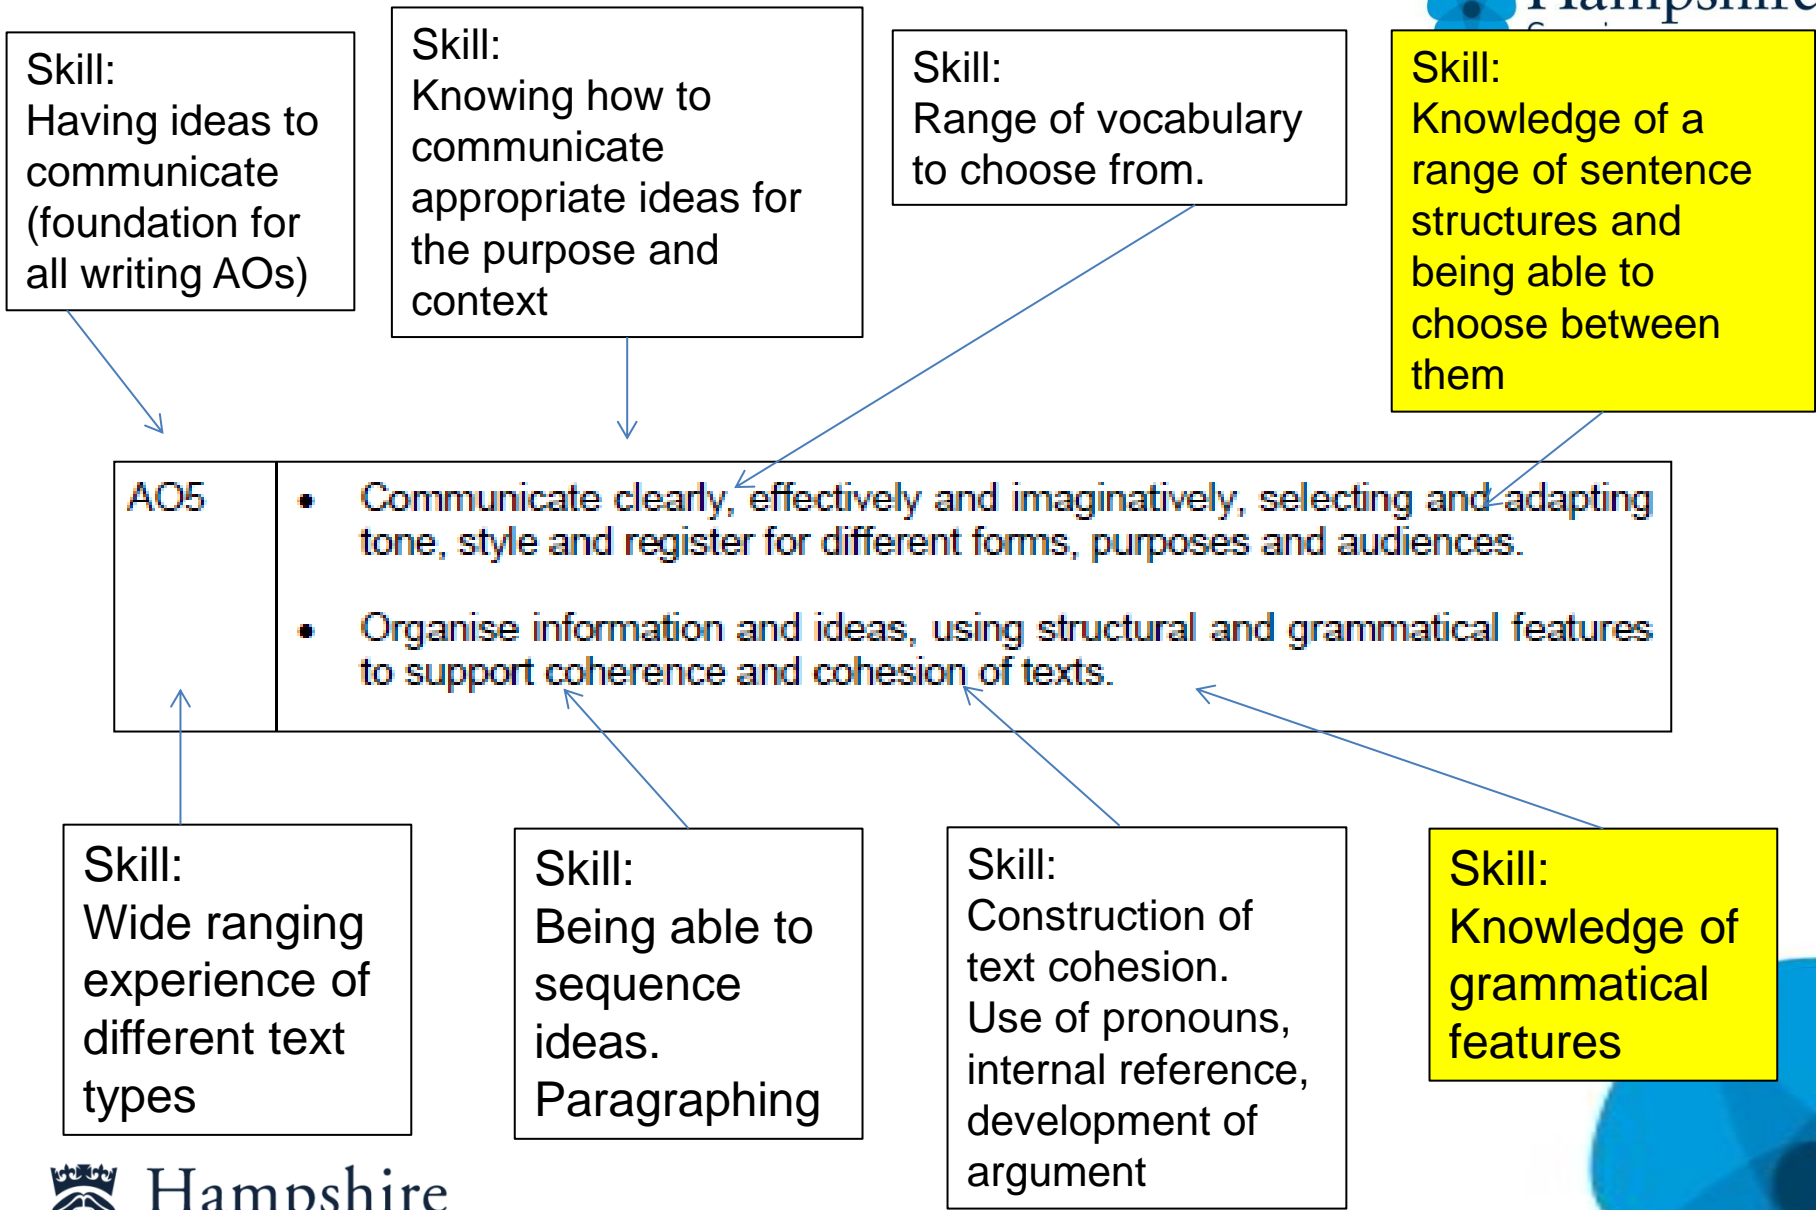 Hampshire
Skill:
Having ideas to
communicate
(foundation for
all writing AOs)
Skill:
Knowing how to
communicate
appropriate ideas for
the purpose and
context
Skill:
Range of vocabulary
to choose from.
Skill:
Knowledge of a
range of sentence
structures and
being able to
choose between
them
AO5
• Communicate clearly, effectively and imaginatively, selecting and adapting
tone, style and register for different forms, purposes and audiences.
• Organise information and ideas, using structural and grammatical features
to support coherence and cohesion of texts.
Skill:
Wide ranging
experience of
different text
types
Skill:
Being able to
sequence
ideas.
Paragraphing
Skill:
Construction of
text cohesion.
Use of pronouns,
internal reference,
development of
argument
Skill:
Knowledge of
grammatical
features
Hampshire